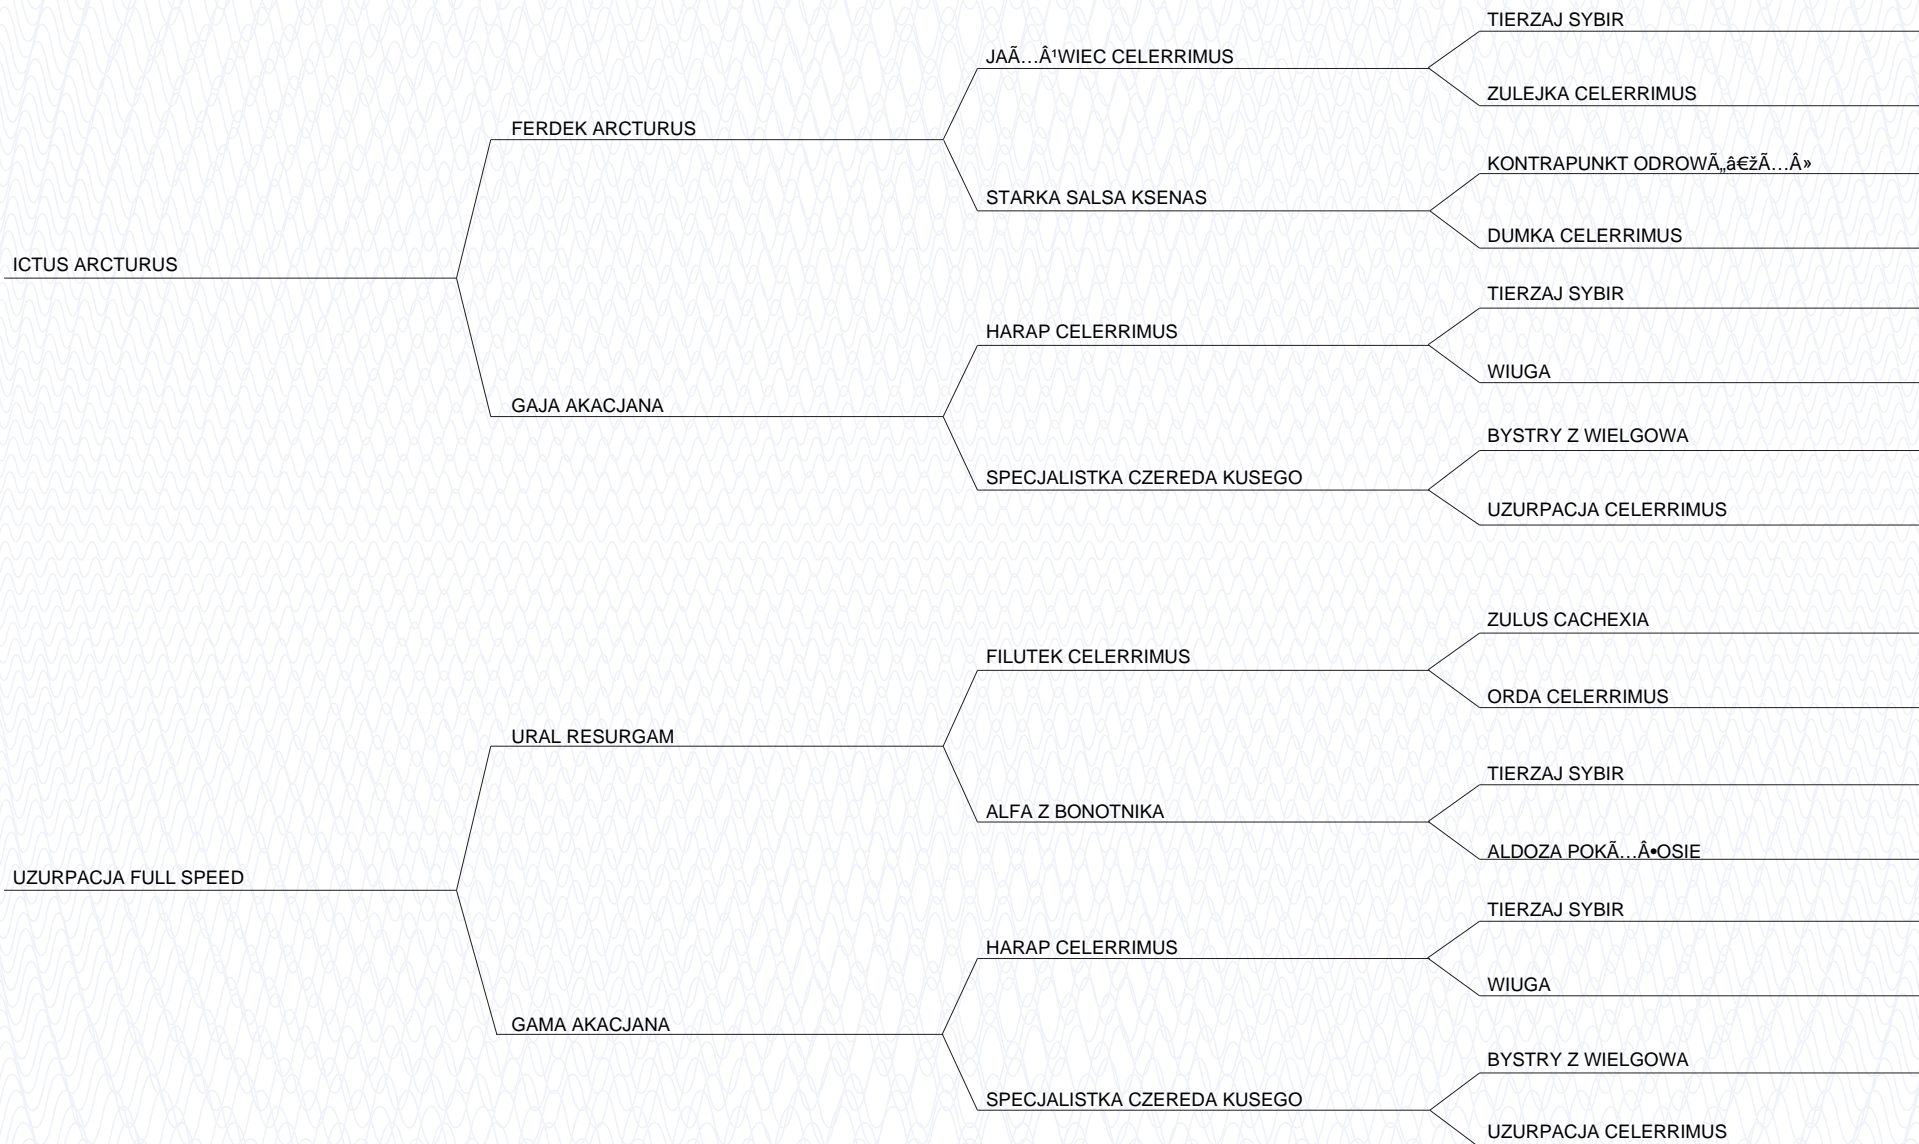 TIERZAJ SYBIR
JAÃ…Â¹WIEC CELERRIMUS
ZULEJKA CELERRIMUS
FERDEK ARCTURUS
KONTRAPUNKT ODROWÃ„â€žÃ…Â»
STARKA SALSA KSENAS
DUMKA CELERRIMUS
ICTUS ARCTURUS
TIERZAJ SYBIR
HARAP CELERRIMUS
WIUGA
GAJA AKACJANA
BYSTRY Z WIELGOWA
SPECJALISTKA CZEREDA KUSEGO
UZURPACJA CELERRIMUS
ZULUS CACHEXIA
FILUTEK CELERRIMUS
ORDA CELERRIMUS
URAL RESURGAM
TIERZAJ SYBIR
ALFA Z BONOTNIKA
ALDOZA POKÃ…Â•OSIE
UZURPACJA FULL SPEED
TIERZAJ SYBIR
HARAP CELERRIMUS
WIUGA
GAMA AKACJANA
BYSTRY Z WIELGOWA
SPECJALISTKA CZEREDA KUSEGO
UZURPACJA CELERRIMUS